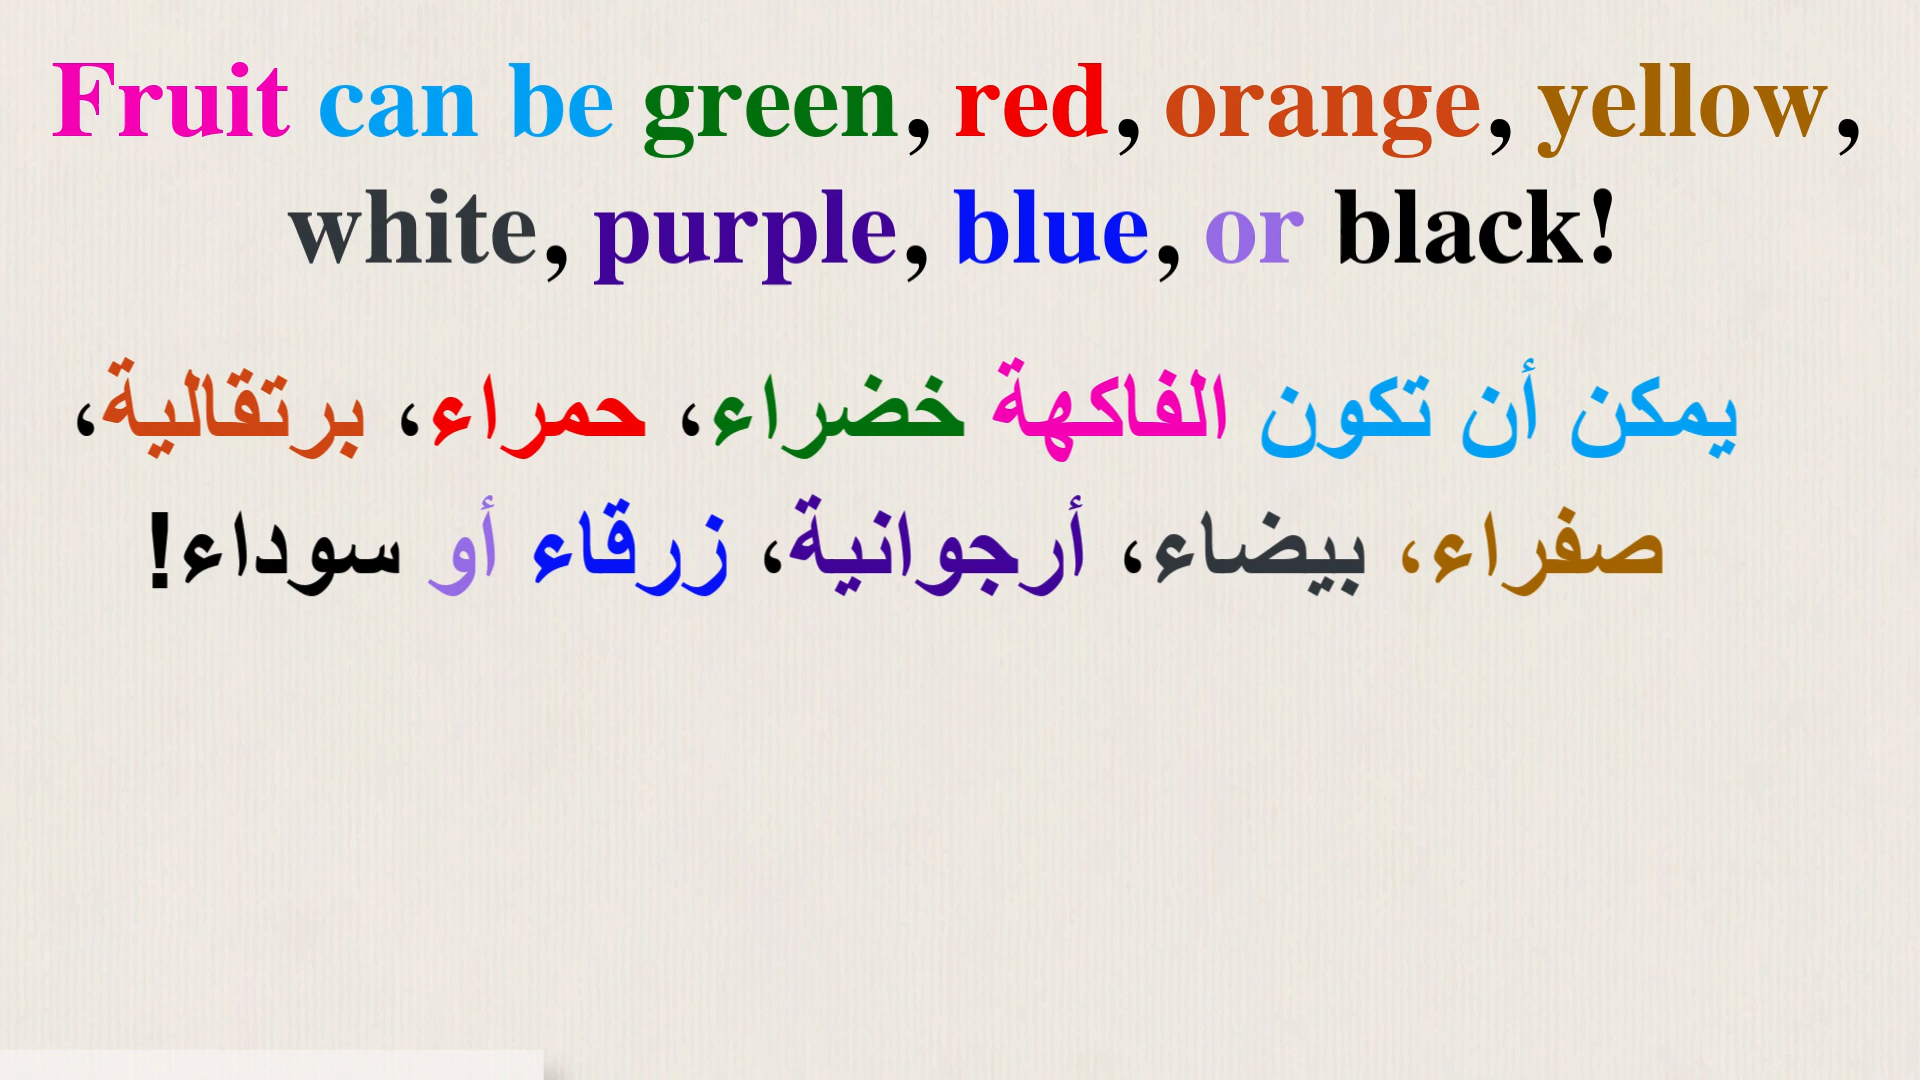 Fruit can be green, red, orange, yellow,
white, purple, blue, or black!
يمكن أن تكون الفاكهة خضراء، حمراء، برتقالية،
صفراء، بيضاء، أرجوانية، زرقاء أو سوداء!